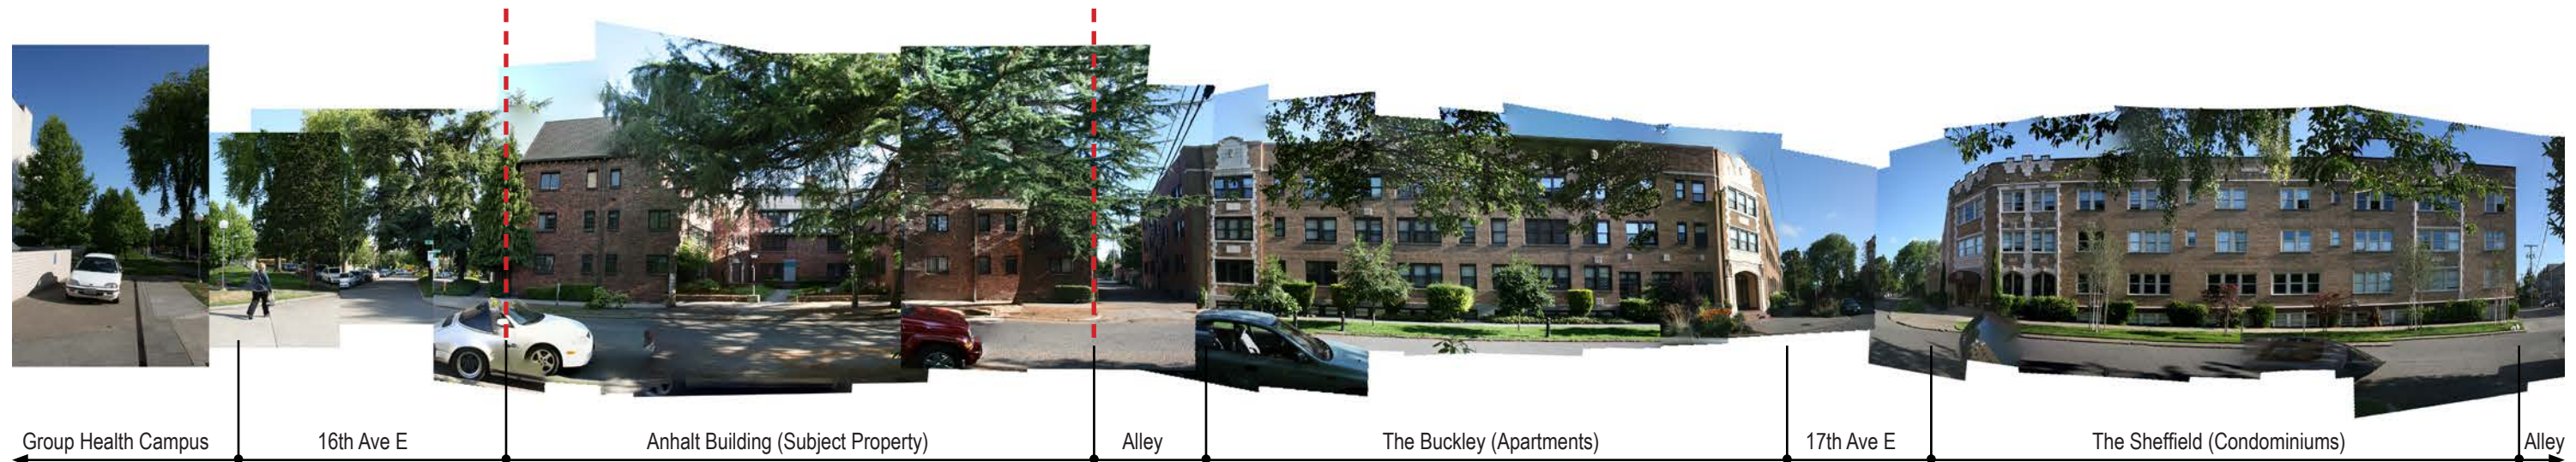 Group Health Campus
16th Ave E
Anhalt Building (Subject Property)
Alley
The Buckley (Apartments)
17th Ave E
The Sheffield (Condominiums)
Alley